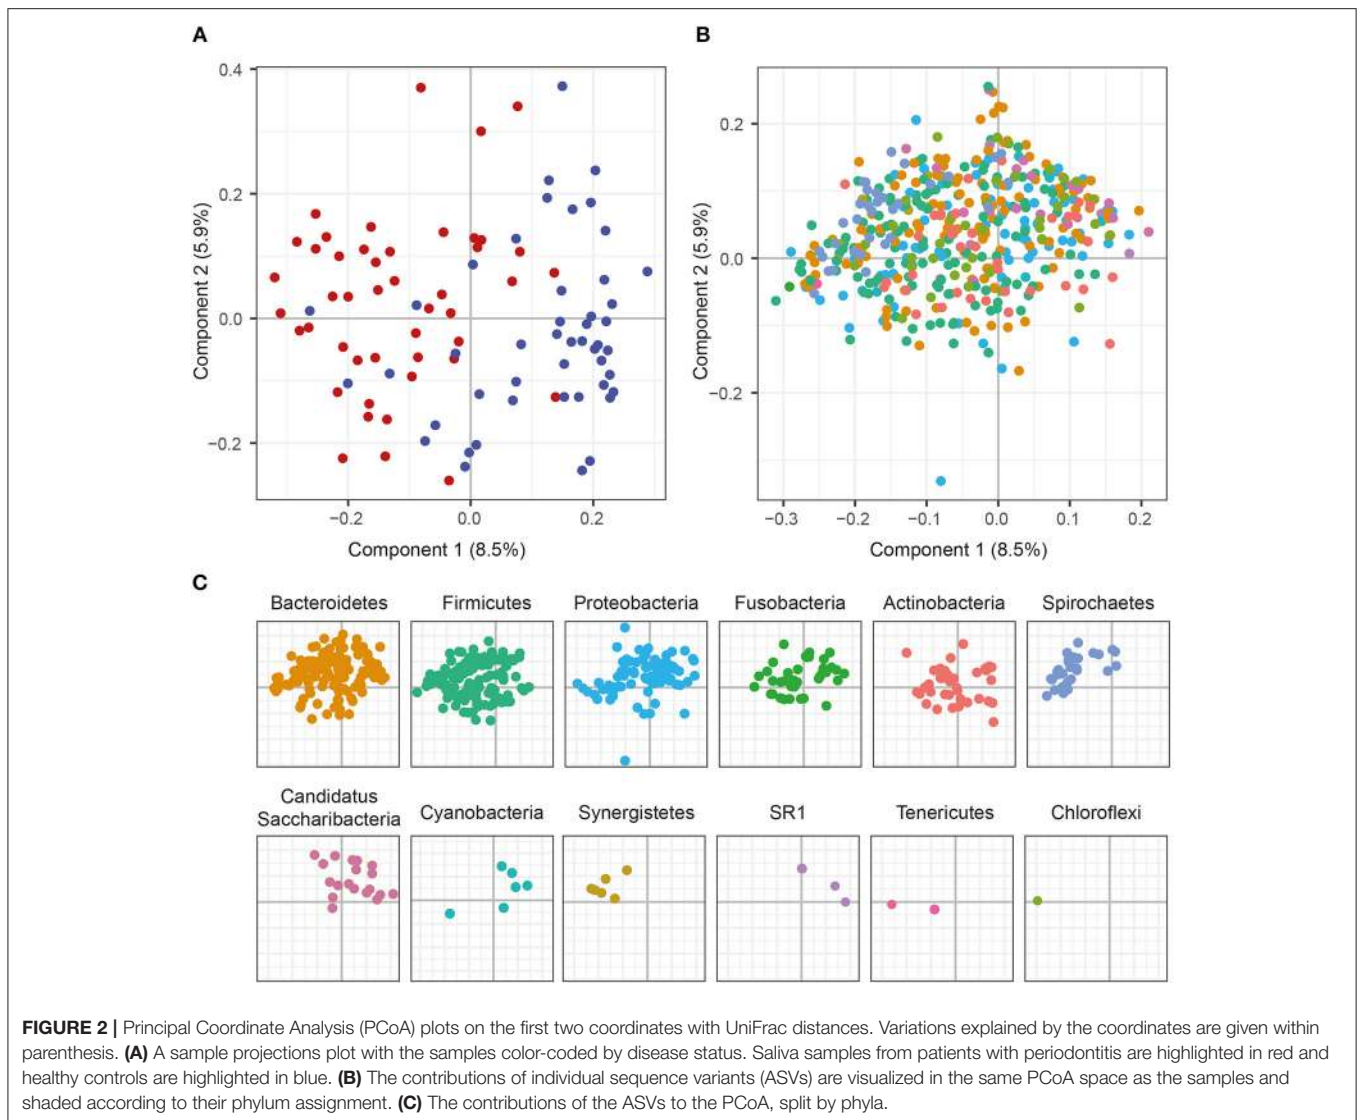 A
B
0.4
0.2
0.0
−0.2
Component 2 (5.9%)
−0.2
0.0
0.2
Component 1 (8.5%)
0.2
0.0
−0.2
Component 2 (5.9%)
−0.3
−0.2
−0.1
0.0
0.1
0.2
Component 1 (8.5%)
C
Bacteroidetes
Firmicutes
Proteobacteria
Fusobacteria
Actinobacteria
Spirochaetes
Candidatus
Saccharibacteria
Cyanobacteria
Synergistetes
SR1
Tenericutes
Chloroflexi
FIGURE 2 | Principal Coordinate Analysis (PCoA) plots on the first two coordinates with UniFrac distances. Variations explained by the coordinates are given within
parenthesis. (A) A sample projections plot with the samples color-coded by disease status. Saliva samples from patients with periodontitis are highlighted in red and
healthy controls are highlighted in blue. (B) The contributions of individual sequence variants (ASVs) are visualized in the same PCoA space as the samples and
shaded according to their phylum assignment. (C) The contributions of the ASVs to the PCoA, split by phyla.